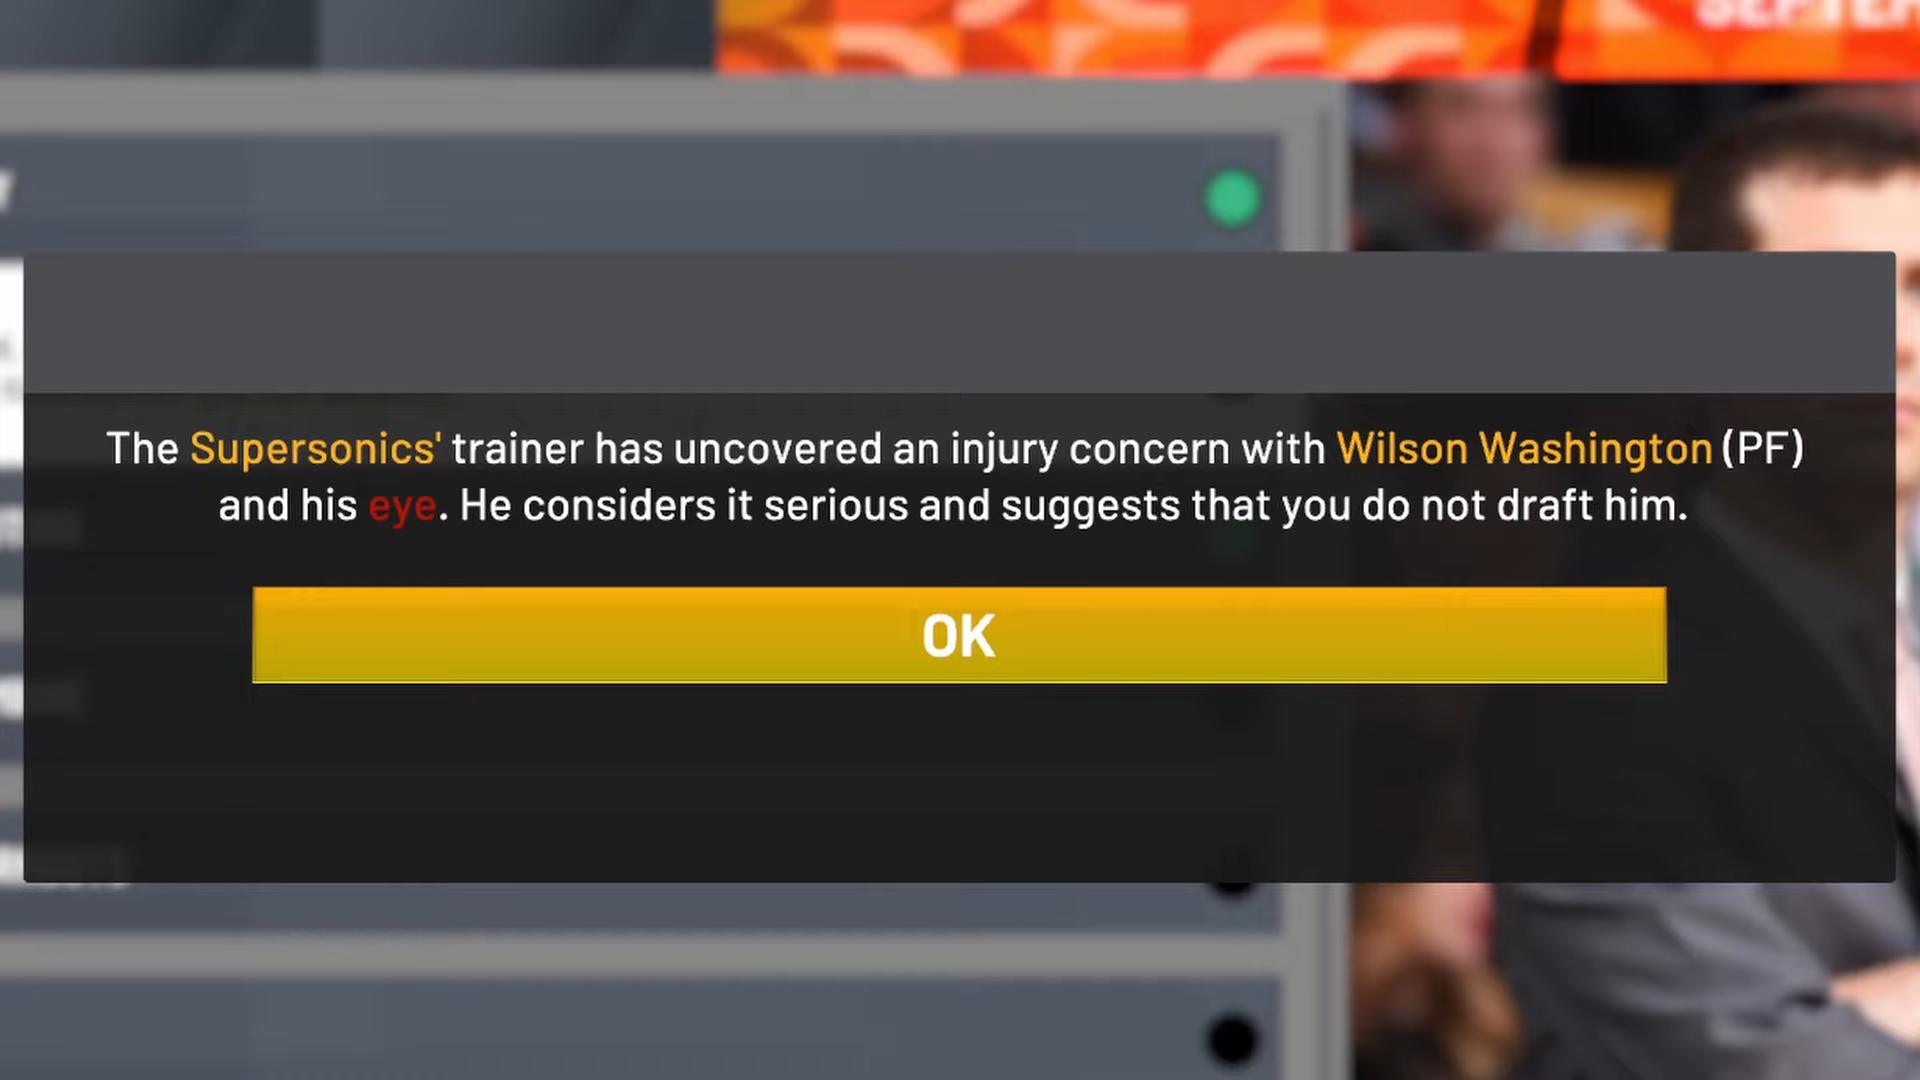 The Supersonics' trainer has uncovered an injury concern with Wilson Washington (PF)
and his eye. He considers it serious and suggests that you do not draft him.
OK